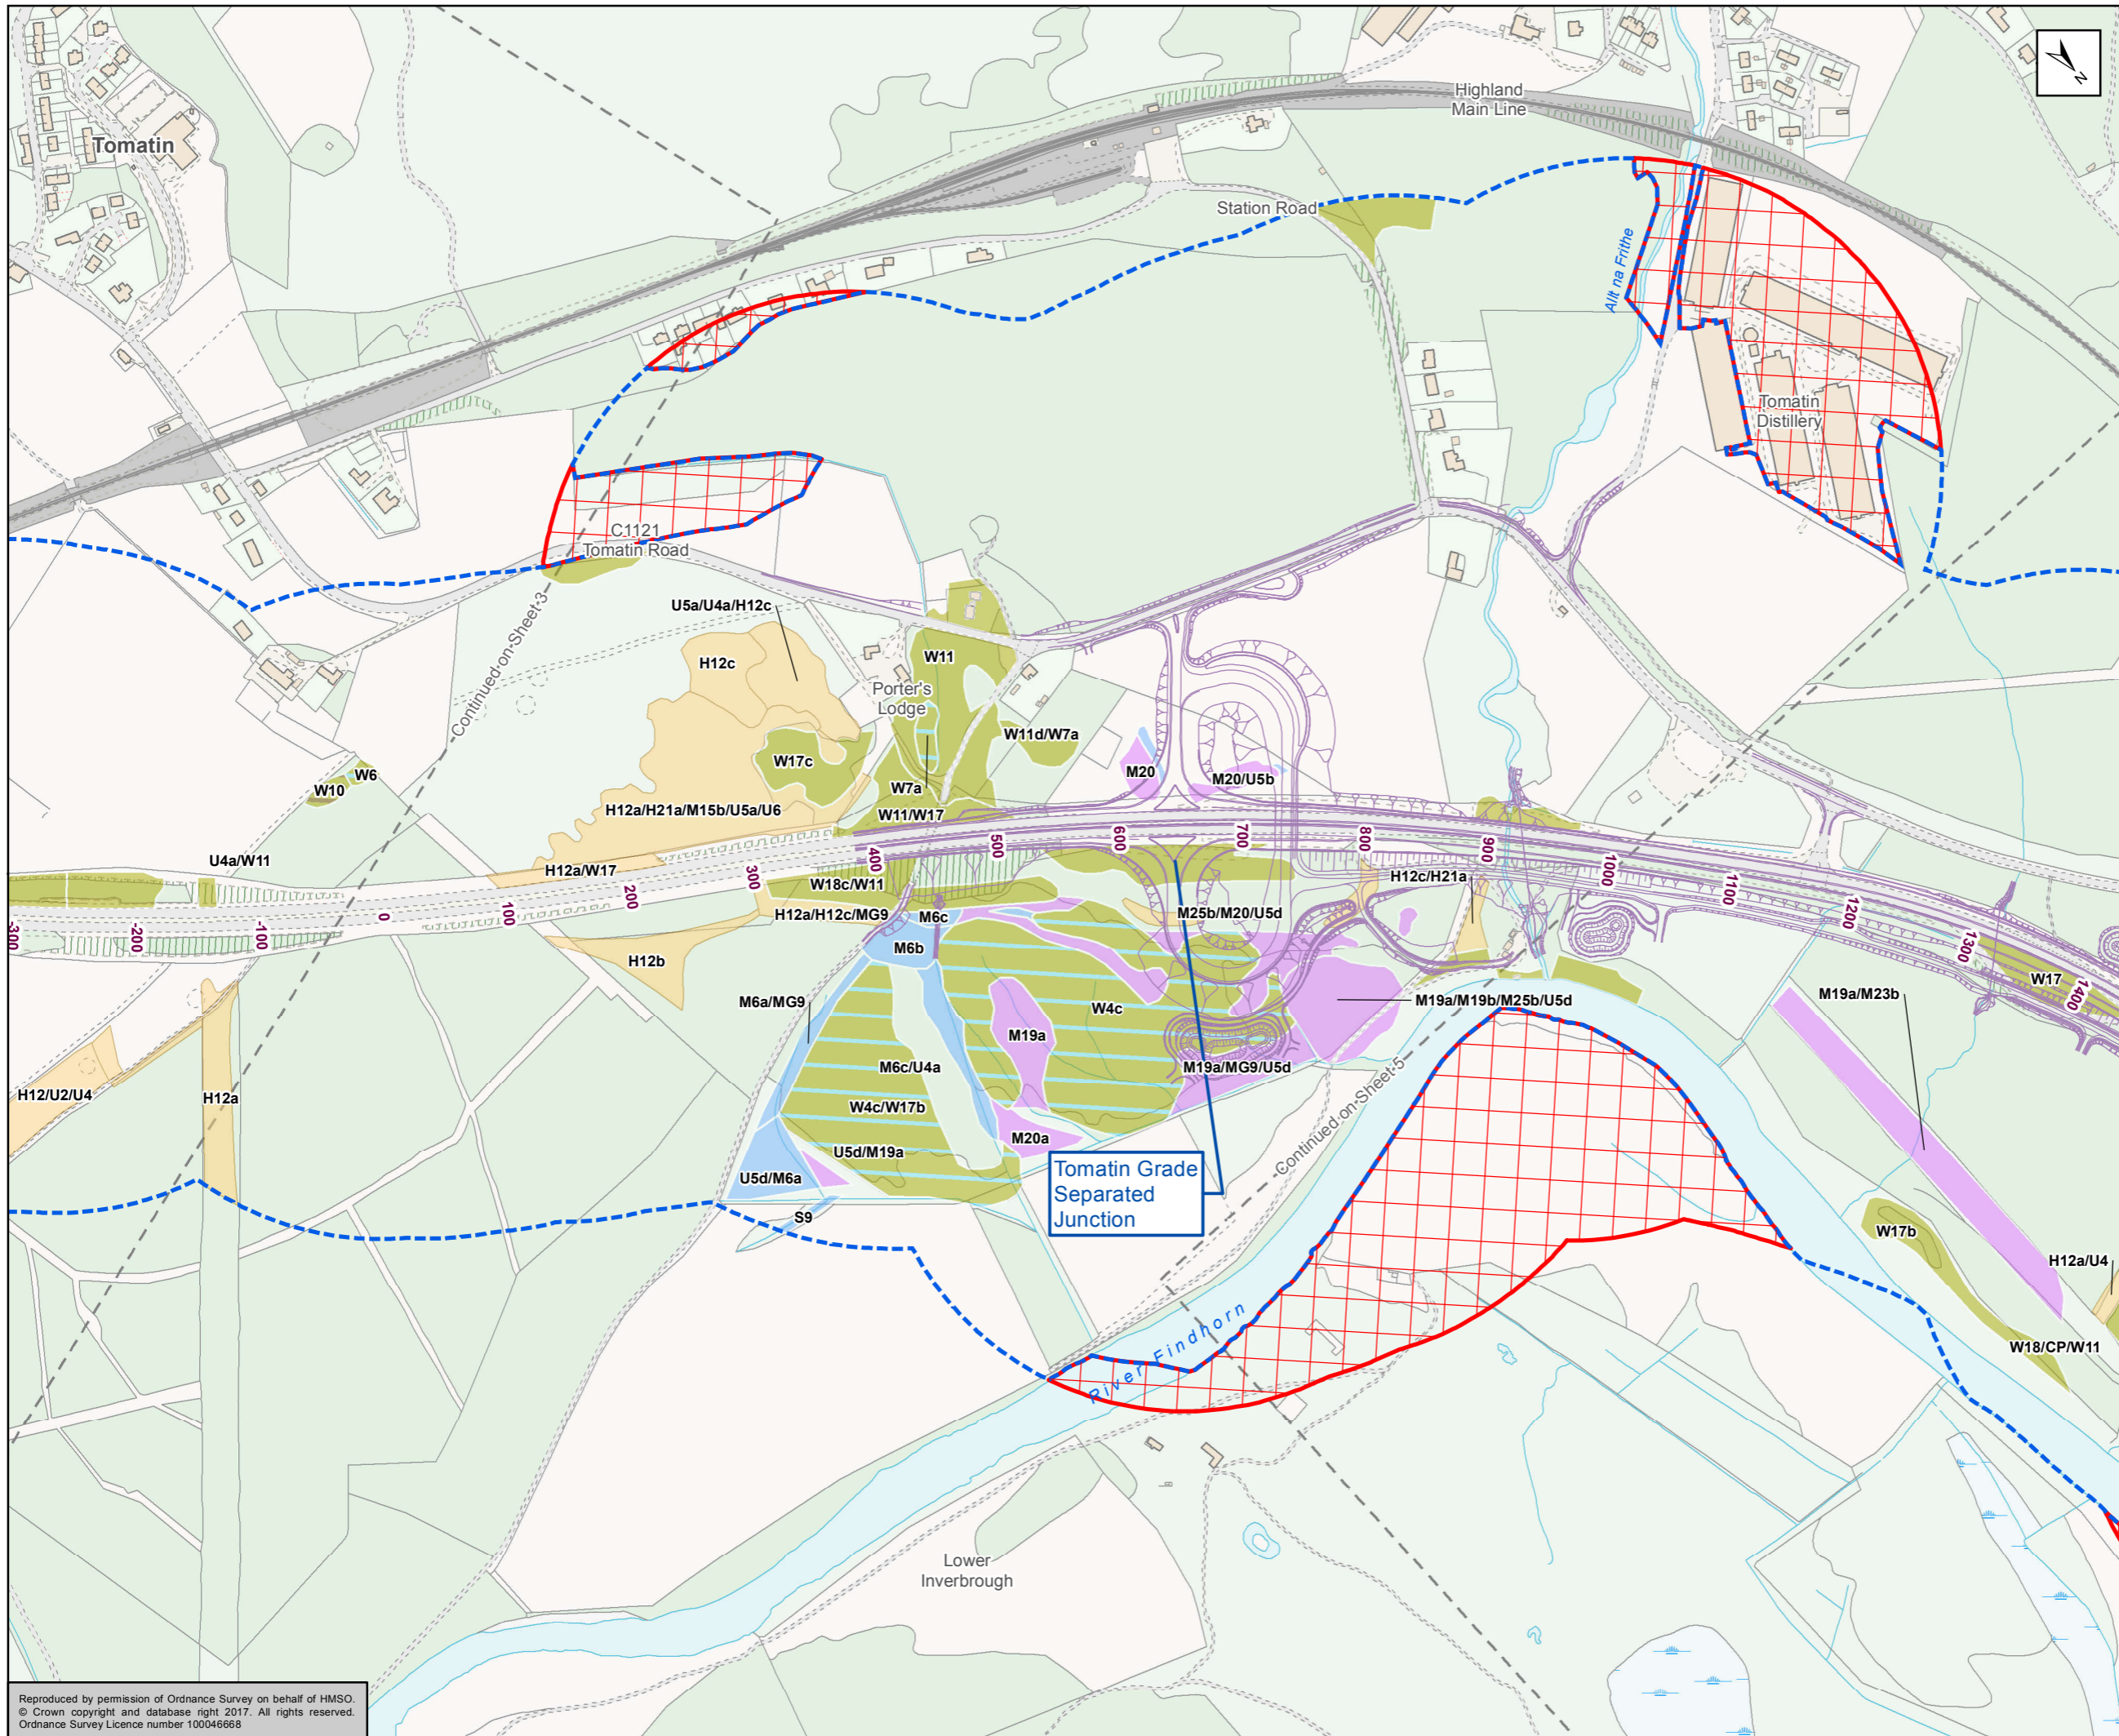 Tomatin
Highland
Main Line
N
Station Road
Allt na Frithe
Tomatin
Distillery
C1121
Tomatin Road
Continued on Sheet 3
U5a/U4a/H12c
H12c
W11
Porter's
Lodge
W11d/W7a
W17c
M20
M20/U5b
W6
W10
W7a
H12a/H21a/M15b/U5a/U6
W11/W17
U4a/W11
H12a/W17
W18c/W11
H12c/H21a
-300
-200
-100
0
100
200
300
400
500
600
700
800
900
1000
1100
1200
1300
1400
H12a/H12c/MG9
M6c
M25b/M20/U5d
M6b
H12b
W17
M6a/MG9
W4c
M19a/M19b/M25b/U5d
M19a/M23b
M19a
M6c/U4a
M19a/MG9/U5d
H12/U2/U4
H12a
W4c/W17b
M20a
U5d/M19a
U5d/M6a
S9
Continued on Sheet 5
Tomatin Grade
Separated
Junction
W17b
H12a/U4
W18/CP/W11
River Findhorn
Lower
Inverbrough
Reproduced by permission of Ordnance Survey on behalf of HMSO.
© Crown copyright and database right 2017. All rights reserved.
Ordnance Survey Licence number 100046668